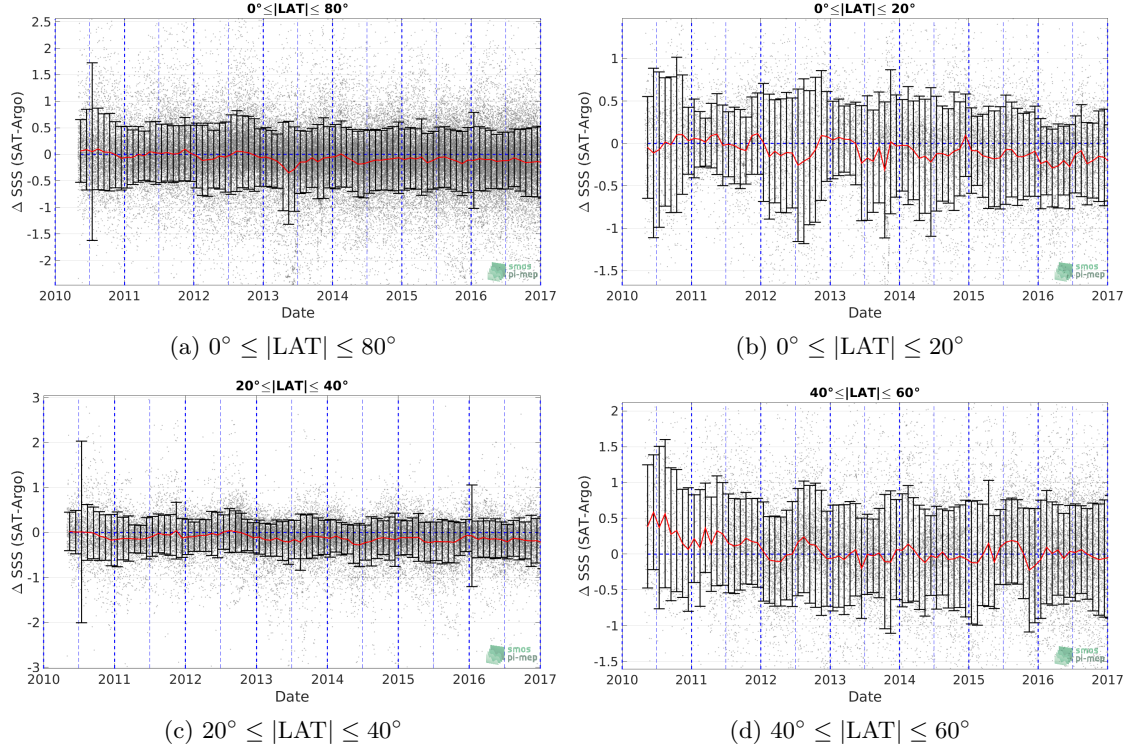 0°≤|LAT|≤ 80°
Δ SSS (SAT-Argo)
2.5
2
1.5
1
0.5
0
-0.5
-1
-1.5
-2
2010 2011 2012 2013 2014 2015 2016 2017
Date
smos
pi-mep
(a) 0° ≤ |LAT| ≤ 80°
0°≤|LAT|≤ 20°
Δ SSS (SAT-Argo)
1
0.5
0
-0.5
-1
-1.5
2010 2011 2012 2013 2014 2015 2016 2017
Date
smos
pi-mep
(b) 0° ≤ |LAT| ≤ 20°
20°≤|LAT|≤ 40°
Δ SSS (SAT-Argo)
3
2
1
0
-1
-2
-3
2010 2011 2012 2013 2014 2015 2016 2017
Date
smos
pi-mep
(c) 20° ≤ |LAT| ≤ 40°
40°≤|LAT|≤ 60°
Δ SSS (SAT-Argo)
2
1.5
1
0.5
0
-0.5
-1
-1.5
2010 2011 2012 2013 2014 2015 2016 2017
Date
smos
pi-mep
(d) 40° ≤ |LAT| ≤ 60°